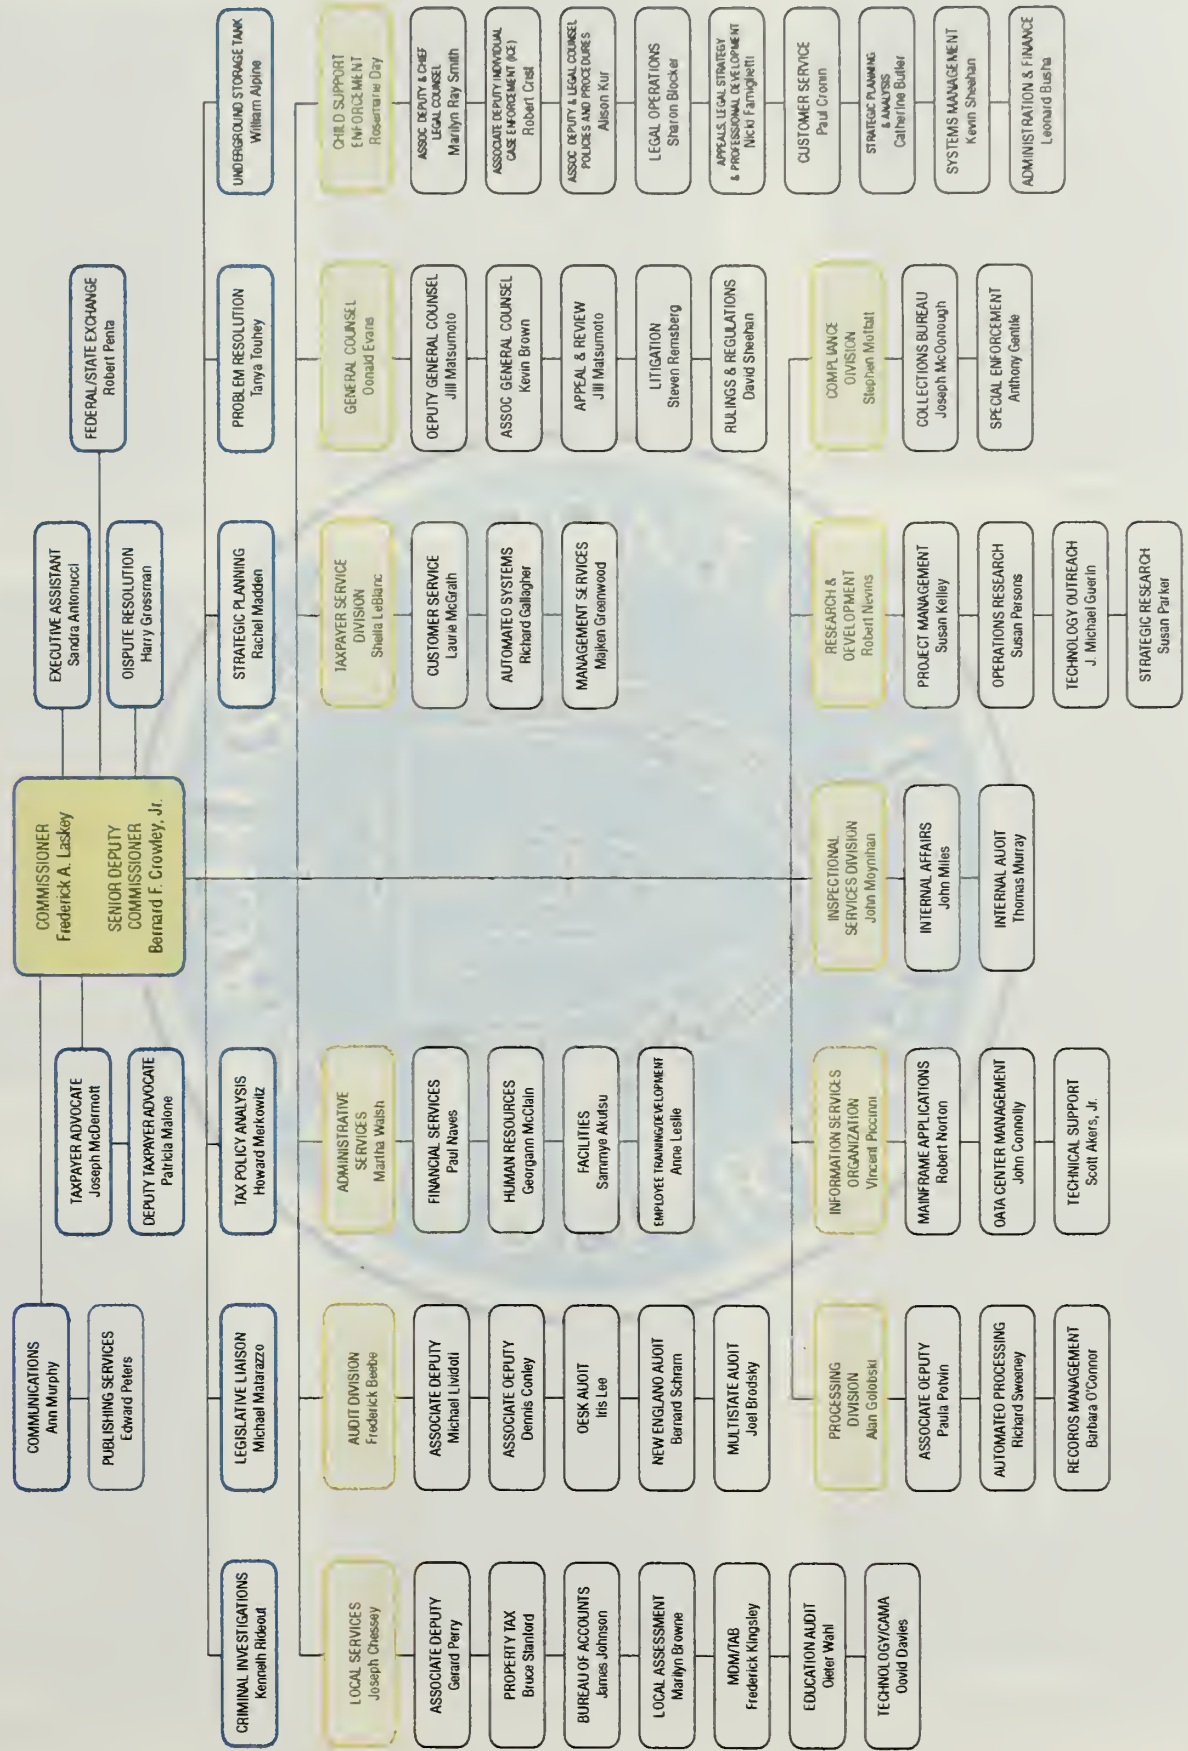 COMMISSIONER
Frederick A. Laskey
SENIOR DEPUTY
COMMISSIONER
Bernard F. Crowley, Jr.
COMMUNICATIONS
Ann Murphy
PUBLISHING SERVICES
Edward Peters
TAXPAYER ADVOCATE
Joseph McDermott
DEPUTY TAXPAYER ADVOCATE
Patricia Malone
EXECUTIVE ASSISTANT
Sandra Antonucci
DISPUTE RESOLUTION
Harry Grossman
FEDERAL/STATE EXCHANGE
Robert Penta
CRIMINAL INVESTIGATIONS
Kenneth Rideout
LEGISLATIVE LIAISON
Michael Matarazzo
TAX POLICY ANALYSIS
Howard Merkowitz
STRATEGIC PLANNING
Rachel Madden
PROBLEM RESOLUTION
Tanya Touhey
UNDERGROUND STORAGE TANK
William Alpine
LOCAL SERVICES
Joseph Chessey
ASSOCIATE DEPUTY
Gerard Perry
PROPERTY TAX
Bruce Stanford
BUREAU OF ACCOUNTS
James Johnson
LOCAL ASSESSMENT
Marilyn Browne
MDM/TAB
Frederick Kingsley
EDUCATION AUDIT
Oieter Wahl
TECHNOLOGY/CAMA
Oovid Davies
AUDIT DIVISION
Frederick Beebe
ASSOCIATE DEPUTY
Michael Lividoti
ASSOCIATE OEPUTY
Dennis Conley
OESK AUDIT
Iris Lee
NEW ENGLANO AUDIT
Bernard Schram
MULTISTATE AUDIT
Joel Brodsky
ADMINISTRATIVE
SERVICES
Martha Walsh
FINANCIAL SERVICES
Paul Naves
HUMAN RESOURCES
Georgann McClain
FACILITIES
Sammye Akutsu
EMPLOYEE TRAINING/DEVELOPMENT
Anne Leslie
TAXPAYER SERVICE
DIVISION
Sheila LeBlanc
CUSTOMER SERVICE
Laurie McGrath
AUTOMATEO SYSTEMS
Richard Gallagher
MANAGEMENT SERVICES
Majken Greenwood
GENERAL COUNSEL
Oonald Evans
OEPUTY GENERAL COUNSEL
Jill Matsumoto
ASSOC GENERAL COUNSEL
Kevin Brown
APPEAL & REVIEW
Jill Matsumoto
LITIGATION
Steven Remsberg
RULINGS & REGULATIONS
David Sheehan
CHILD SUPPORT
ENFORCEMENT
Rosemarie Day
ASSOC DEPUTY & CHIEF
LEGAL COUNSEL
Marilyn Ray Smith
ASSOCIATE DEPUTY INDIVIDUAL
CASE ENFORCEMENT (ICE)
Robert Crist
ASSOC DEPUTY & LEGAL COUNSEL
POLICIES AND PROCEDURES
Alison Kur
LEGAL OPERATIONS
Sharon Blocker
APPEALS, LEGAL STRATEGY
& PROFESSIONAL DEVELOPMENT
Nicki Famiglietti
CUSTOMER SERVICE
Paul Cronin
STRATEGIC PLANNING
& ANALYSIS
Catherine Butler
SYSTEMS MANAGEMENT
Kevin Sheehan
ADMINISTRATION & FINANCE
Leonard Busha
PROCESSING
DIVISION
Alan Golobski
ASSOCIATE OEPUTY
Paula Potvin
AUTOMATEO PROCESSING
Richard Sweeney
RECOROS MANAGEMENT
Barbara O'Connor
INFORMATION SERVICES
ORGANIZATION
Vincent Piccinni
MAINFRAME APPLICATIONS
Robert Norton
OATA CENTER MANAGEMENT
John Connolly
TECHNICAL SUPPORT
Scott Akers, Jr.
INSPECTIONAL
SERVICES DIVISION
John Moynihan
INTERNAL AFFAIRS
John Miles
INTERNAL AUOIT
Thomas Murray
RESEARCH &
DEVELOPMENT
Robert Nevins
PROJECT MANAGEMENT
Susan Kelley
OPERATIONS RESEARCH
Susan Persons
TECHNOLOGY OUTREACH
J. Michael Guerin
STRATEGIC RESEARCH
Susan Parker
COMPLIANCE
DIVISION
Stephen Moffatt
COLLECTIONS BUREAU
Joseph McDonough
SPECIAL ENFORCEMENT
Anthony Gentile